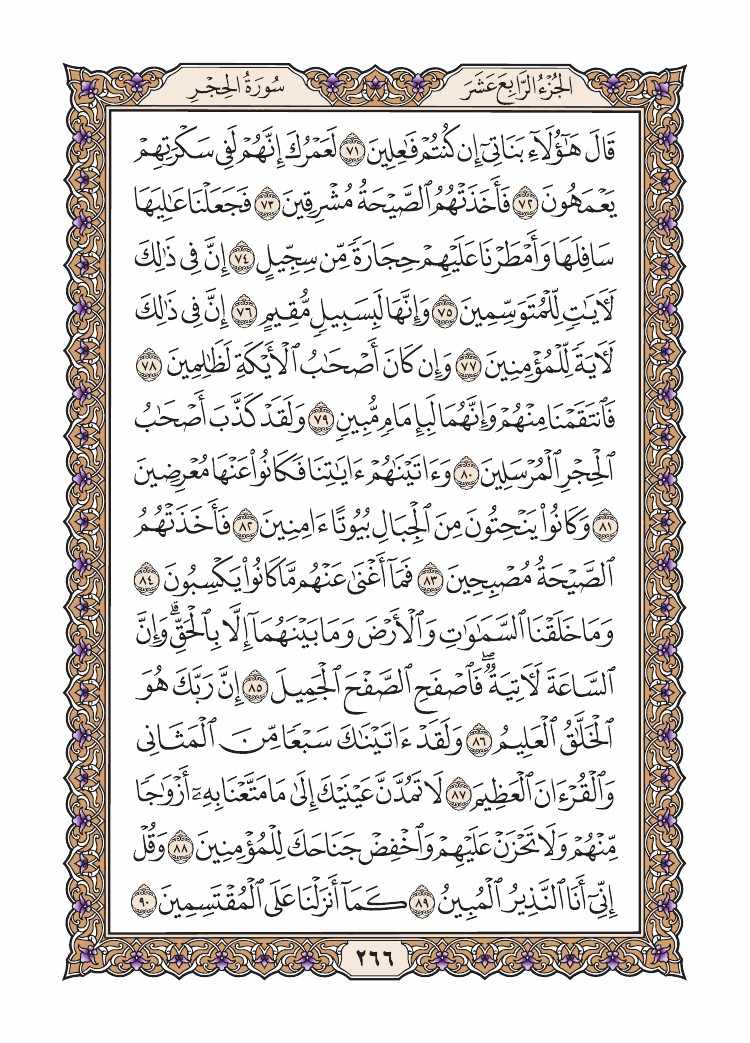 الجُزْءُ الرَّابِعَ عَشَرَ
سُورَةُ الحِجْرِ
قَالَ هَٰٓؤُلَآءِ بَنَاتِىٓ إِن كُنتُمْ فَٰعِلِينَ ٧١ لَعَمْرُكَ إِنَّهُمْ لَفِى سَكْرَتِهِمْ
يَعْمَهُونَ ٧٢ فَأَخَذَتْهُمُ ٱلصَّيْحَةُ مُشْرِقِينَ ٧٣ فَجَعَلْنَا عَٰلِيَهَا
سَافِلَهَا وَأَمْطَرْنَا عَلَيْهِمْ حِجَارَةً مِّن سِجِّيلٍ ٧٤ إِنَّ فِى ذَٰلِكَ
لَءَايَٰتٍ لِّلْمُتَوَسِّمِينَ ٧٥ وَإِنَّهَا لَبِسَبِيلٍ مُّقِيمٍ ٧٦ إِنَّ فِى ذَٰلِكَ
لَءَايَةً لِّلْمُؤْمِنِينَ ٧٧ وَإِن كَانَ أَصْحَٰبُ ٱلْأَيْكَةِ لَظَٰلِمِينَ ٧٨
فَٱنتَقَمْنَا مِنْهُمْ وَإِنَّهُمَا لَبِإِمَامٍ مُّبِينٍ ٧٩ وَلَقَدْ كَذَّبَ أَصْحَٰبُ
ٱلْحِجْرِ ٱلْمُرْسَلِينَ ٨٠ وَءَاتَيْنَٰهُمْ ءَايَٰتِنَا فَكَانُوا۟ عَنْهَا مُعْرِضِينَ
٨١ وَكَانُوا۟ يَنْحِتُونَ مِنَ ٱلْجِبَالِ بُيُوتًا ءَامِنِينَ ٨٢ فَأَخَذَتْهُمُ
ٱلصَّيْحَةُ مُصْبِحِينَ ٨٣ فَمَآ أَغْنَىٰ عَنْهُم مَّا كَانُوا۟ يَكْسِبُونَ ٨٤
وَمَا خَلَقْنَا ٱلسَّمَٰوَٰتِ وَٱلْأَرْضَ وَمَا بَيْنَهُمَآ إِلَّا بِٱلْحَقِّ ۗ وَإِنَّ
ٱلسَّاعَةَ لَءَاتِيَةٌ ۖ فَٱصْفَحِ ٱلصَّفْحَ ٱلْجَمِيلَ ٨٥ إِنَّ رَبَّكَ هُوَ
ٱلْخَلَّٰقُ ٱلْعَلِيمُ ٨٦ وَلَقَدْ ءَاتَيْنَٰكَ سَبْعًا مِّنَ ٱلْمَثَانِى
وَٱلْقُرْءَانَ ٱلْعَظِيمَ ٨٧ لَا تَمُدَّنَّ عَيْنَيْكَ إِلَىٰ مَا مَتَّعْنَا بِهِۦٓ أَزْوَٰجًا
مِّنْهُمْ وَلَا تَحْزَنْ عَلَيْهِمْ وَٱخْفِضْ جَنَاحَكَ لِلْمُؤْمِنِينَ ٨٨ وَقُلْ
إِنِّىٓ أَنَا ٱلنَّذِيرُ ٱلْمُبِينُ ٨٩ كَمَآ أَنزَلْنَا عَلَى ٱلْمُقْتَسِمِينَ ٩٠
٢٦٦